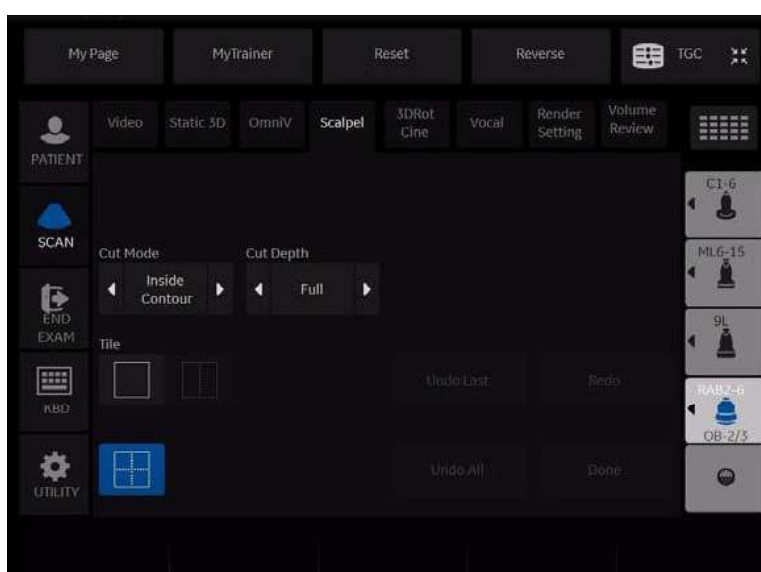 My Page
MyTrainer
Reset
Reverse
TGC
PATIENT
Video
Static 3D
OmniV
Scalpel
3DRot
Cine
Vocal
Render
Setting
Volume
Review
SCAN
Cut Mode
Inside
Contour
Cut Depth
Full
C1-6
ML6-15
9L
RAB2-6
OB-2/3
END
EXAM
Tile
KBD
Undo Last
Redo
UTILITY
Undo All
Done